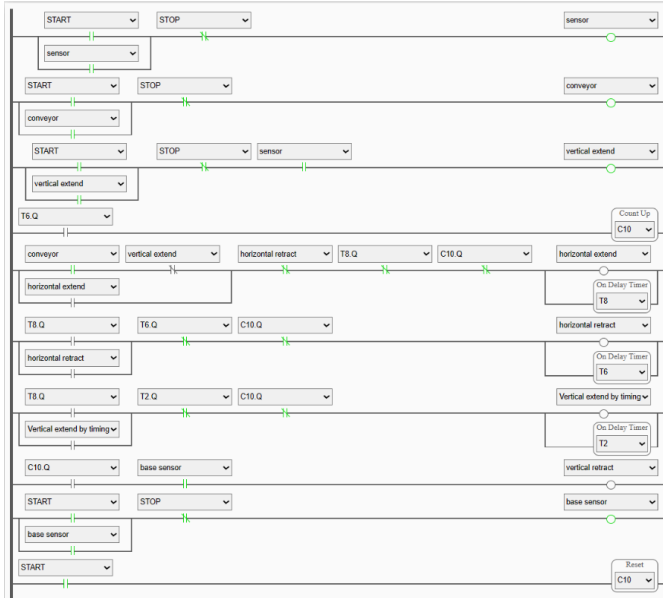 START STOP sensor
sensor
START STOP conveyor
conveyor
START STOP sensor vertical extend
vertical extend
T6.Q Count Up
C10
conveyor vertical extend horizontal retract T8.Q C10.Q horizontal extend
horizontal extend On Delay Timer
T8
T8.Q T6.Q C10.Q horizontal retract
horizontal retract On Delay Timer
T6
T8.Q T2.Q C10.Q Vertical extend by timing
Vertical extend by timing On Delay Timer
T2
C10.Q base sensor vertical retract
START STOP base sensor
base sensor
START Reset
C10